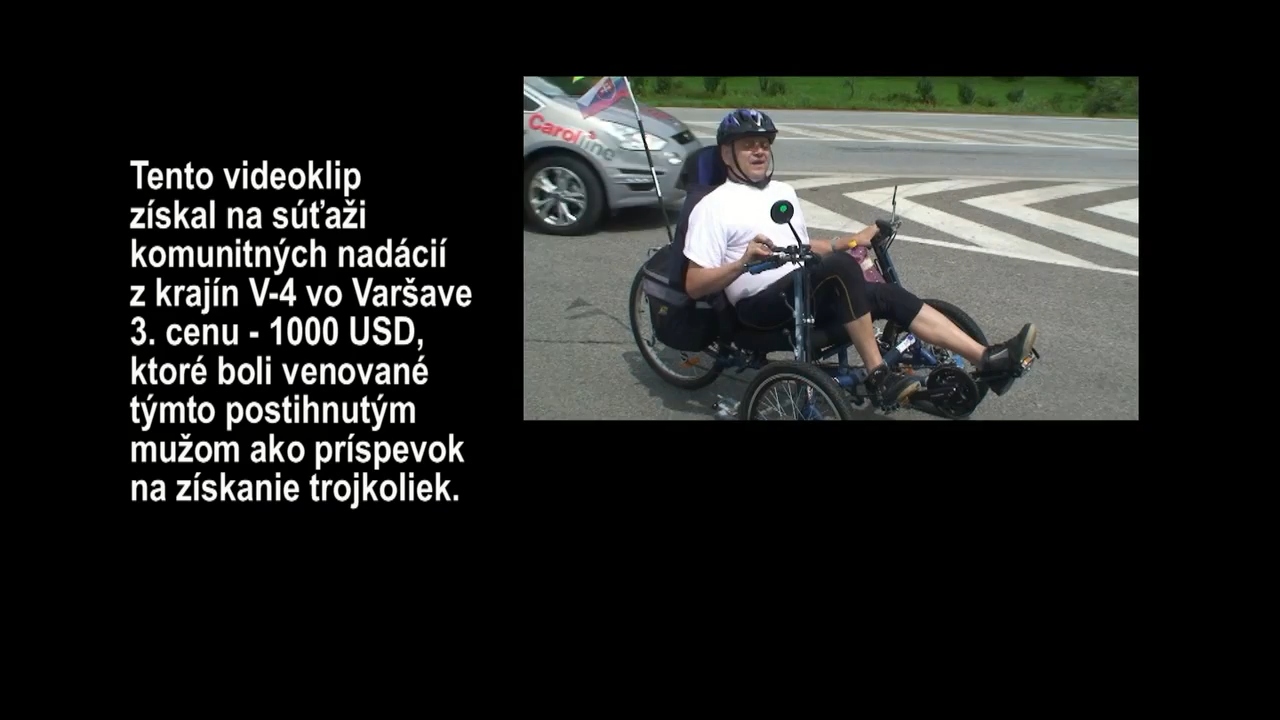 Tento videoklip
získal na súťaži
komunitných nadácií
z krajín V-4 vo Varšave
3. cenu - 1000 USD,
ktoré boli venované
týmto postihnutým
mužom ako príspevok
na získanie trojkoliek.
Caroline